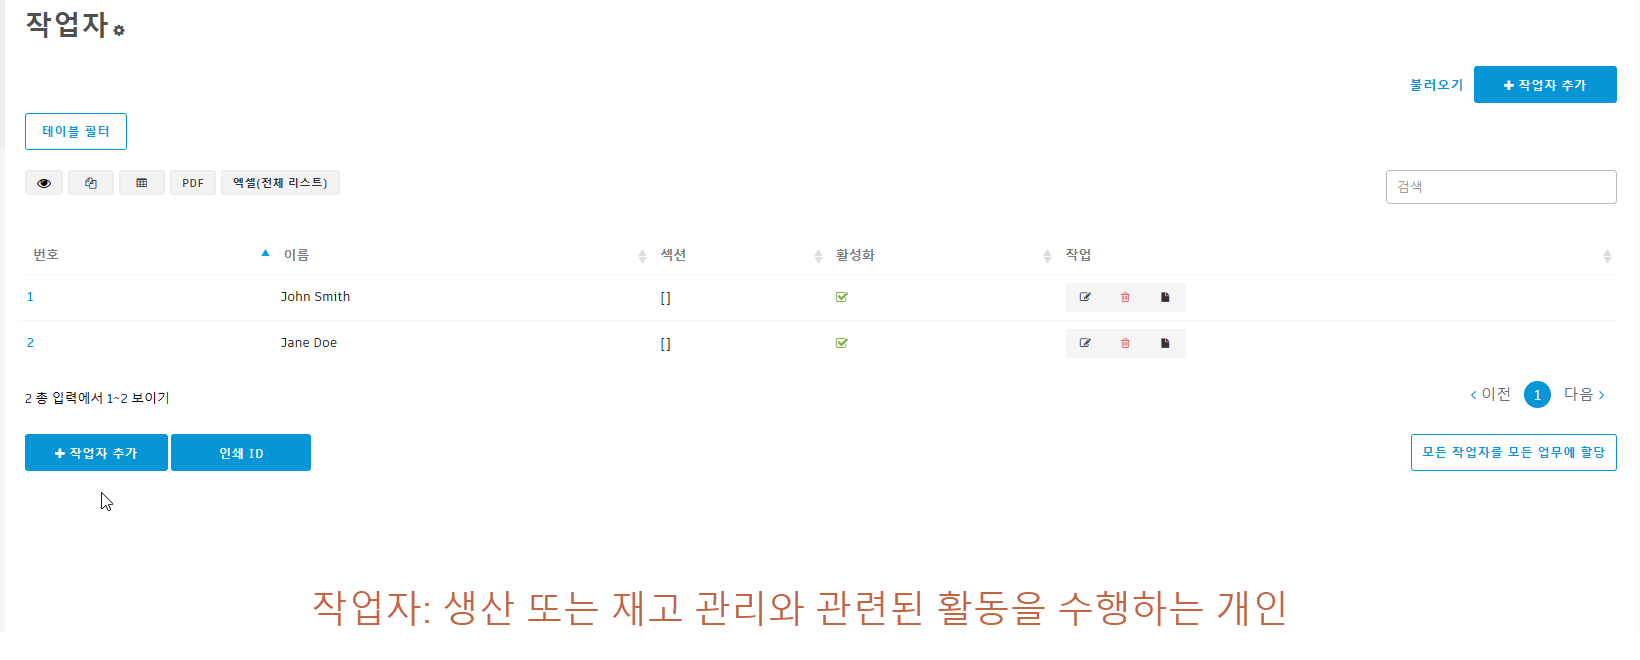 작업자
불러오기 작업자 추가
테이블 필터
PDF 엑셀(전체 리스트) 검색
번호 이름 섹션 활성화 작업
1 John Smith []
2 Jane Doe []
2 총 입력에서 1~2 보이기 이전 1 다음
작업자 추가 인쇄 ID 모든 작업자를 모든 업무에 할당
작업자: 생산 또는 재고 관리와 관련된 활동을 수행하는 개인